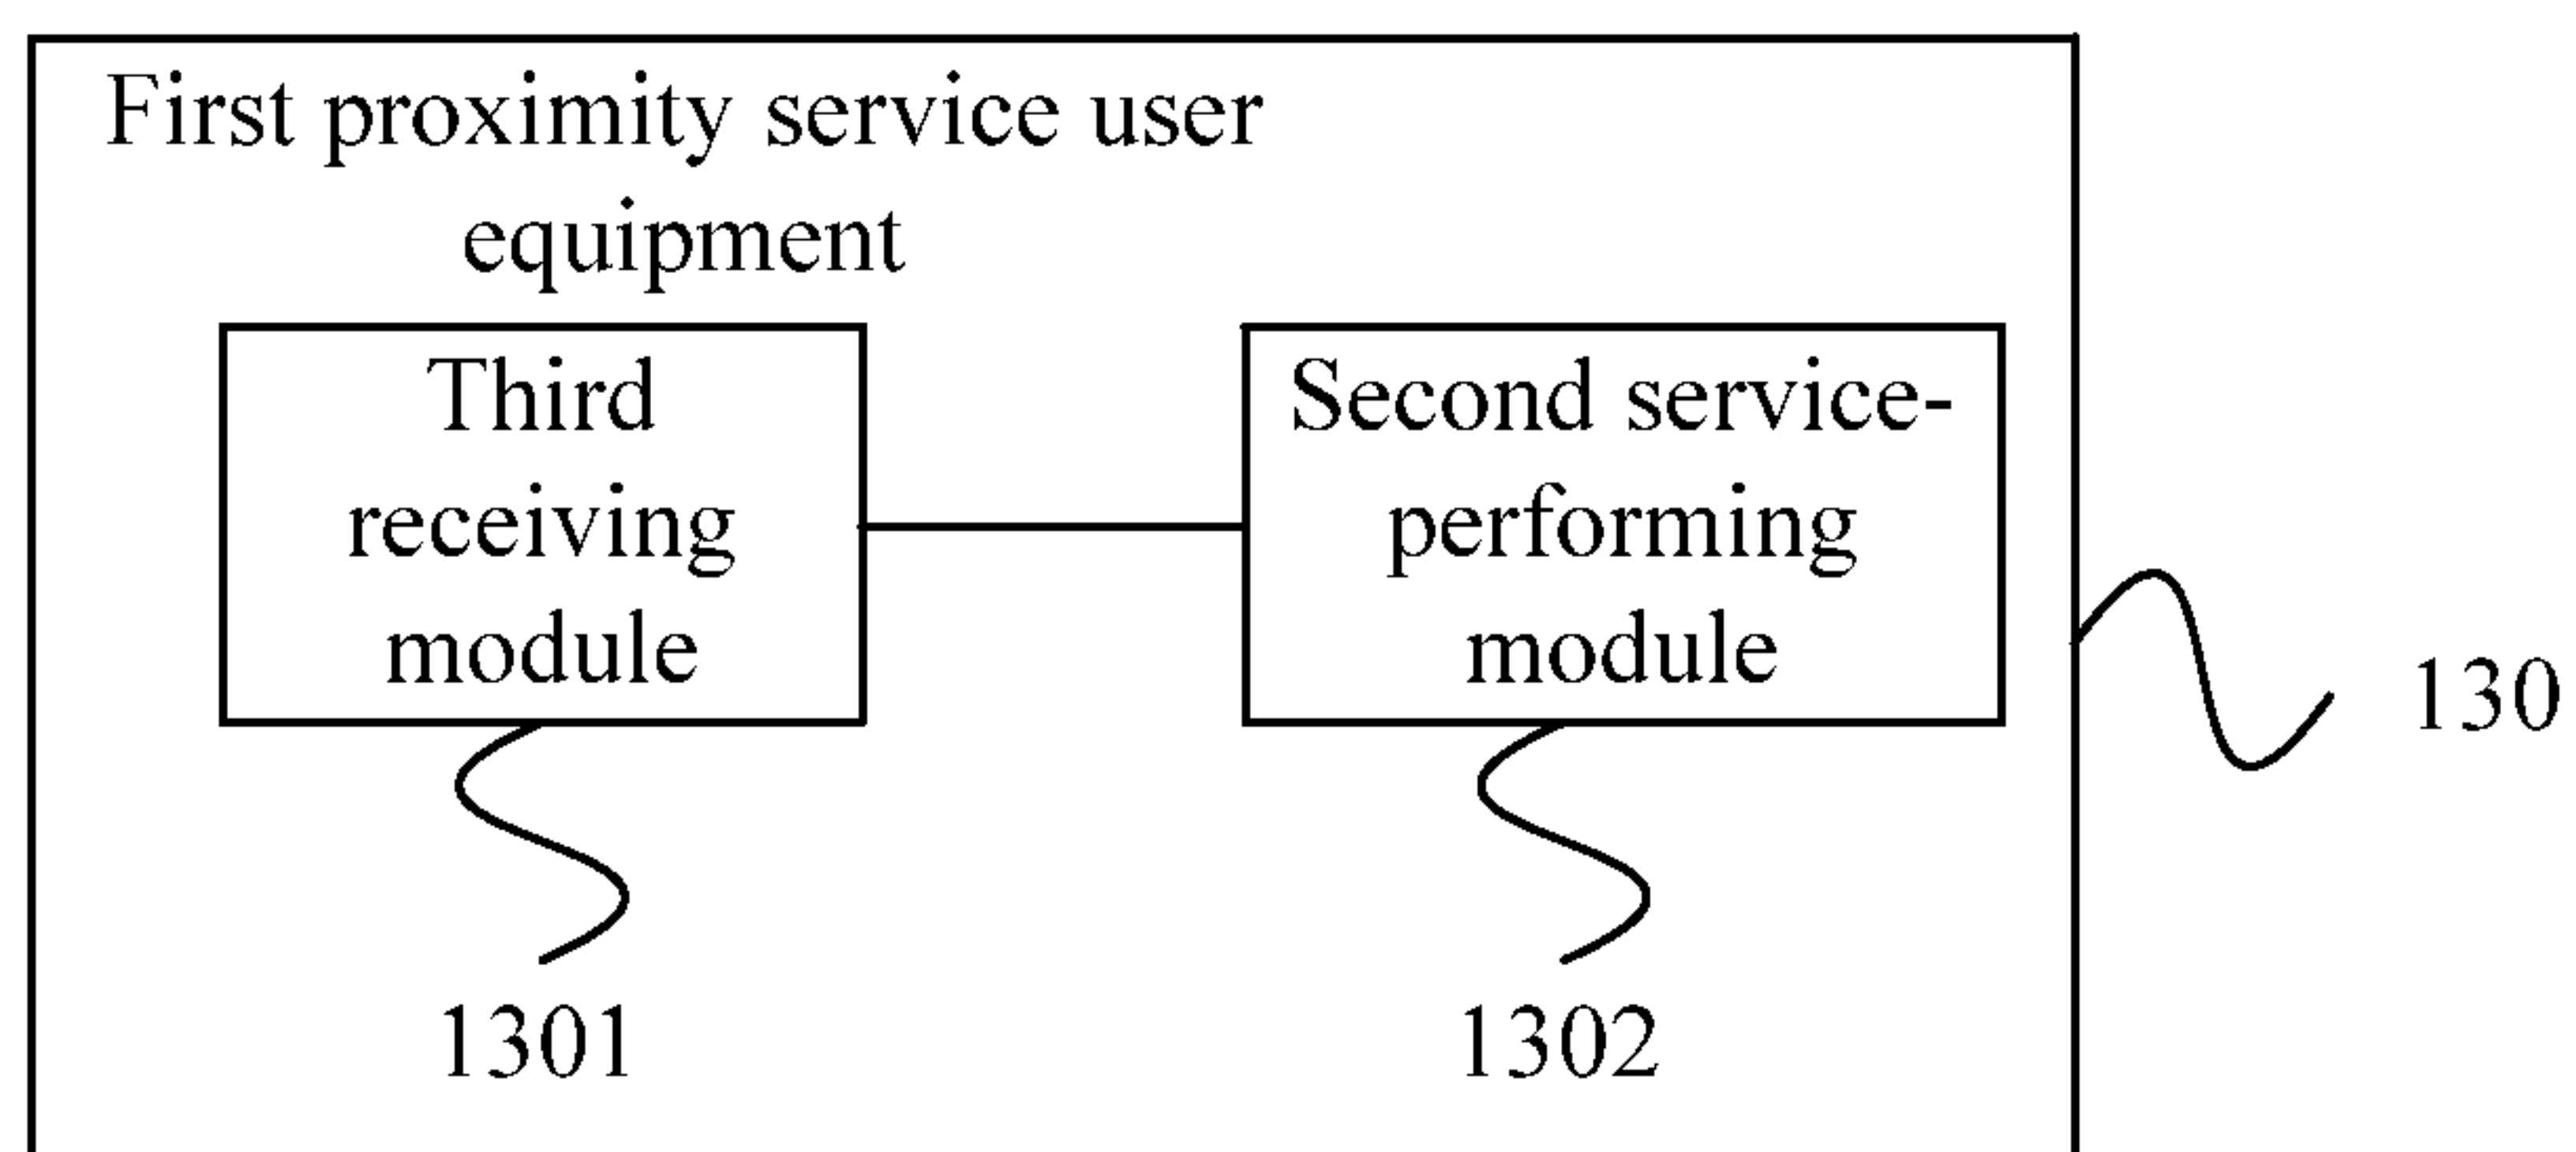 First proximity service user
equipment
Third
receiving
module
Second service-
performing
module
130
1301
1302